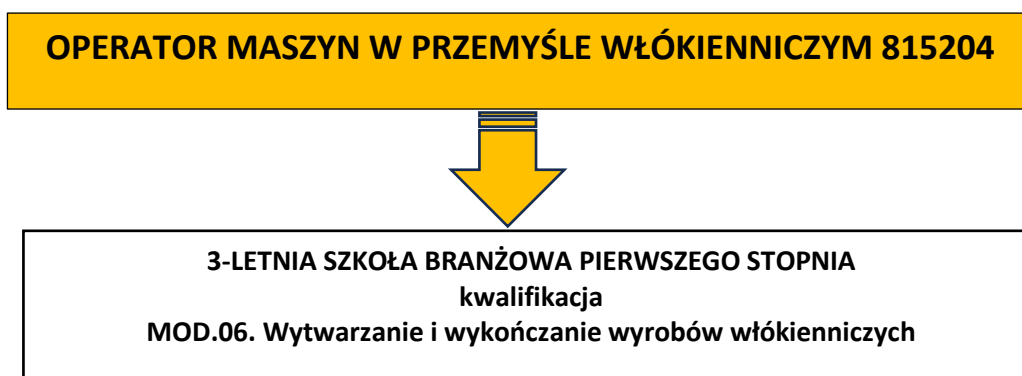 OPERATOR MASZYN W PRZEMYŚLE WŁÓKIENNICZYM 815204
3-LETNIA SZKOŁA BRANŻOWA PIERWSZEGO STOPNIA
kwalifikacja
MOD.06. Wytwarzanie i wykończanie wyrobów włókienniczych